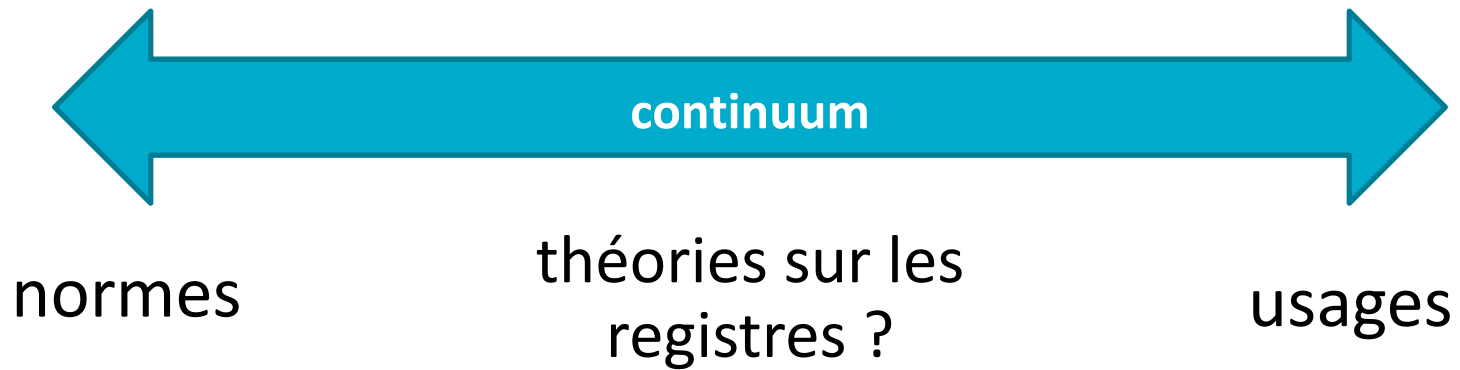 continuum
normes
théories sur les
registres ?
usages